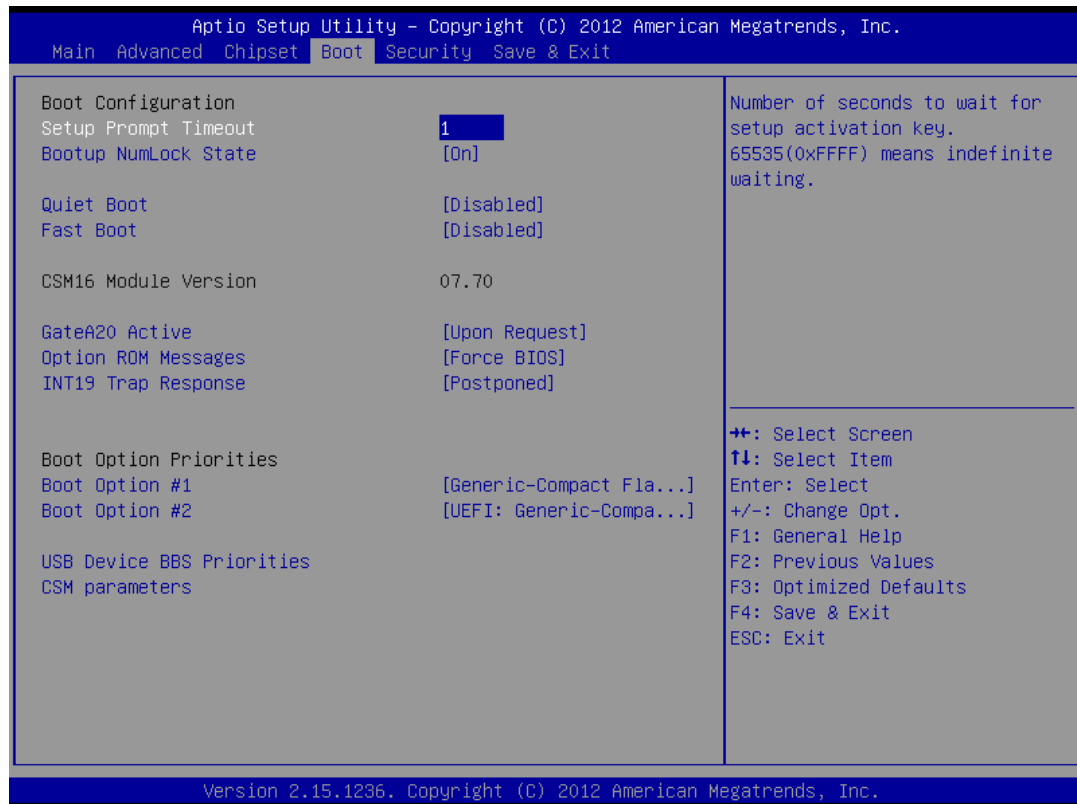 Aptio Setup Utility – Copyright (C) 2012 American Megatrends, Inc.
Main Advanced Chipset Boot Security Save & Exit
Boot Configuration
Setup Prompt Timeout 1
Bootup NumLock State [On]
Quiet Boot [Disabled]
Fast Boot [Disabled]
CSM16 Module Version 07.70
GateA20 Active [Upon Request]
Option ROM Messages [Force BIOS]
INT19 Trap Response [Postponed]
Boot Option Priorities
Boot Option #1 [Generic-Compact Fla...]
Boot Option #2 [UEFI: Generic-Compa...]
USB Device BBS Priorities
CSM parameters
Number of seconds to wait for
setup activation key.
65535(0xFFFF) means indefinite
waiting.
→←: Select Screen
↑↓: Select Item
Enter: Select
+/-: Change Opt.
F1: General Help
F2: Previous Values
F3: Optimized Defaults
F4: Save & Exit
ESC: Exit
Version 2.15.1236. Copyright (C) 2012 American Megatrends, Inc.